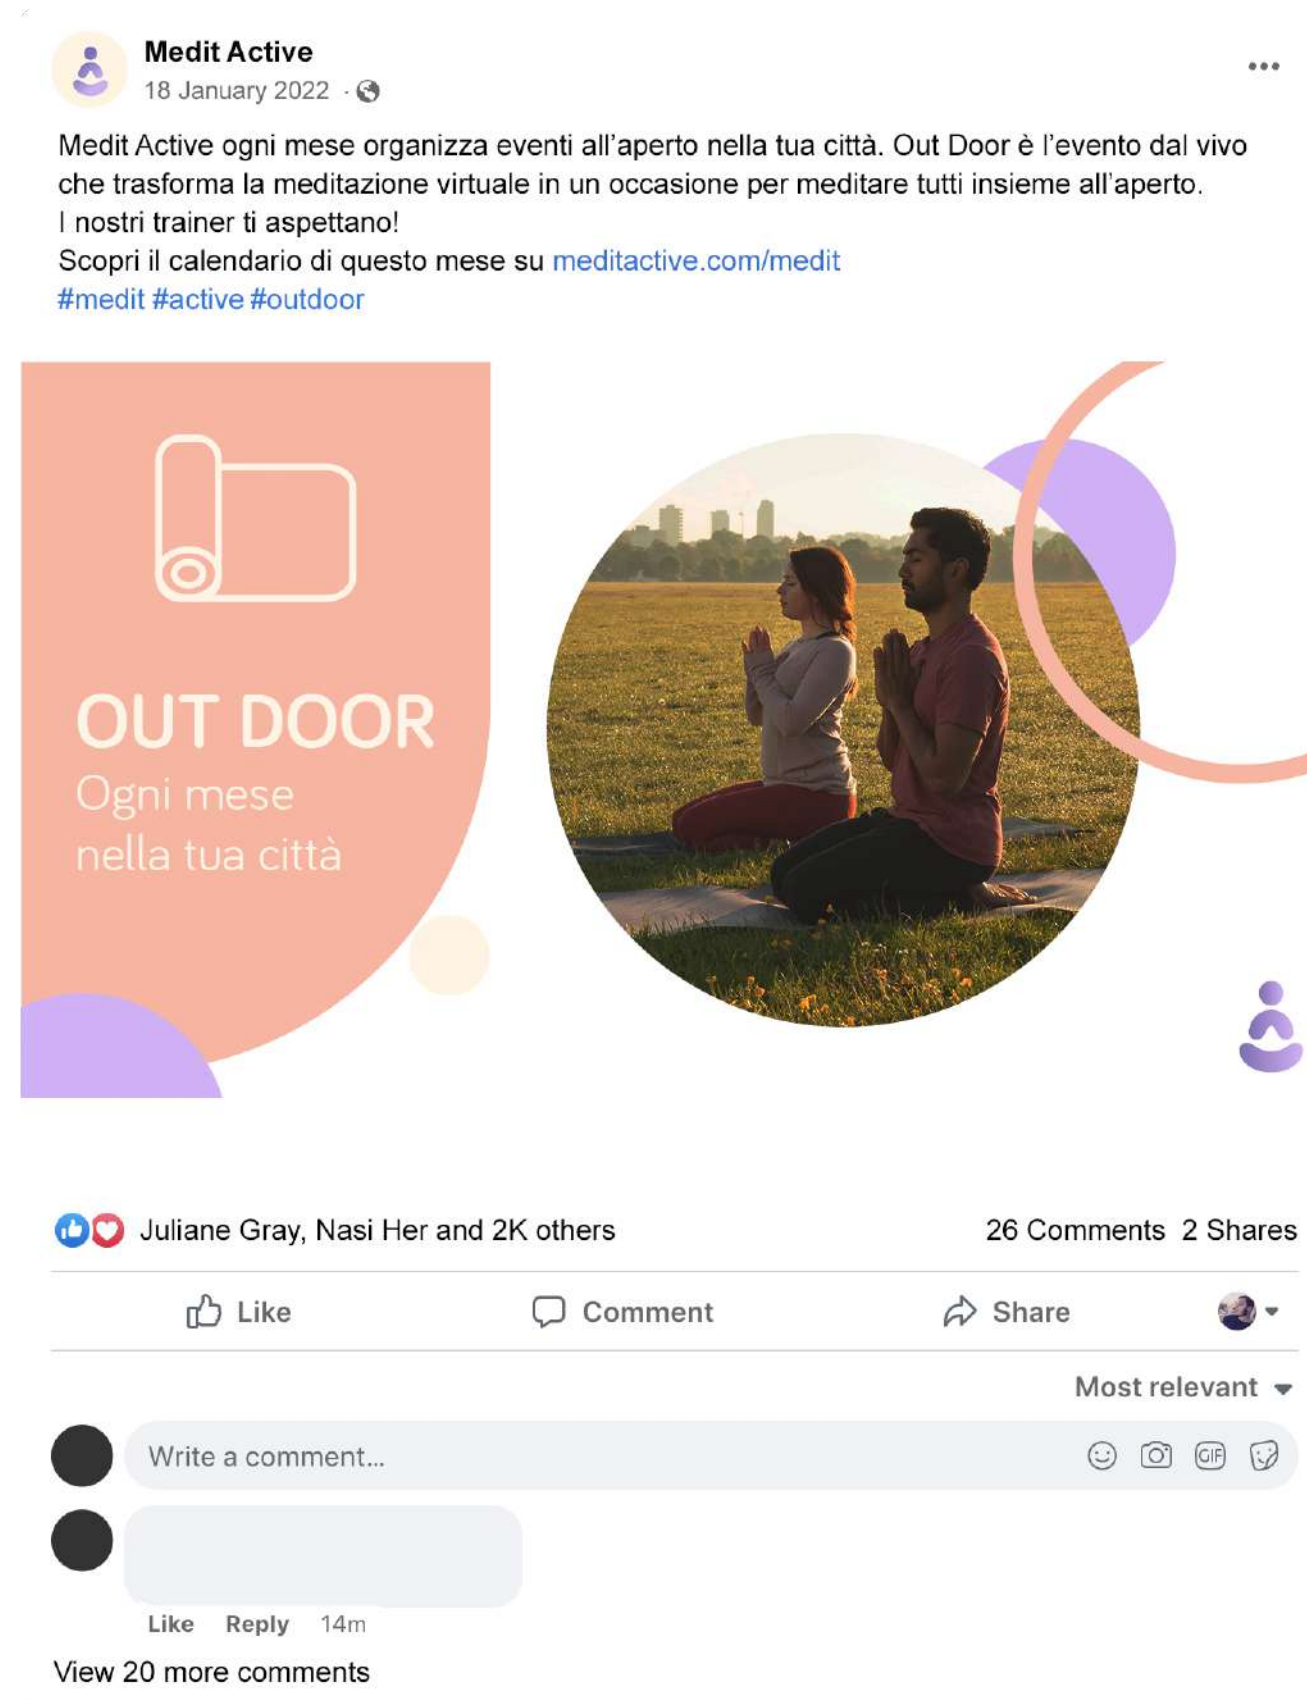 Medit Active
18 January 2022 ·
Medit Active ogni mese organizza eventi all'aperto nella tua città. Out Door è l'evento dal vivo
che trasforma la meditazione virtuale in un occasione per meditare tutti insieme all'aperto.
I nostri trainer ti aspettano!
Scopri il calendario di questo mese su meditactive.com/medit
#medit #active #outdoor
OUT DOOR
Ogni mese
nella tua città
Juliane Gray, Nasi Her and 2K others
26 Comments 2 Shares
Like Comment Share
Most relevant
Write a comment...
GIF
Like Reply 14m
View 20 more comments